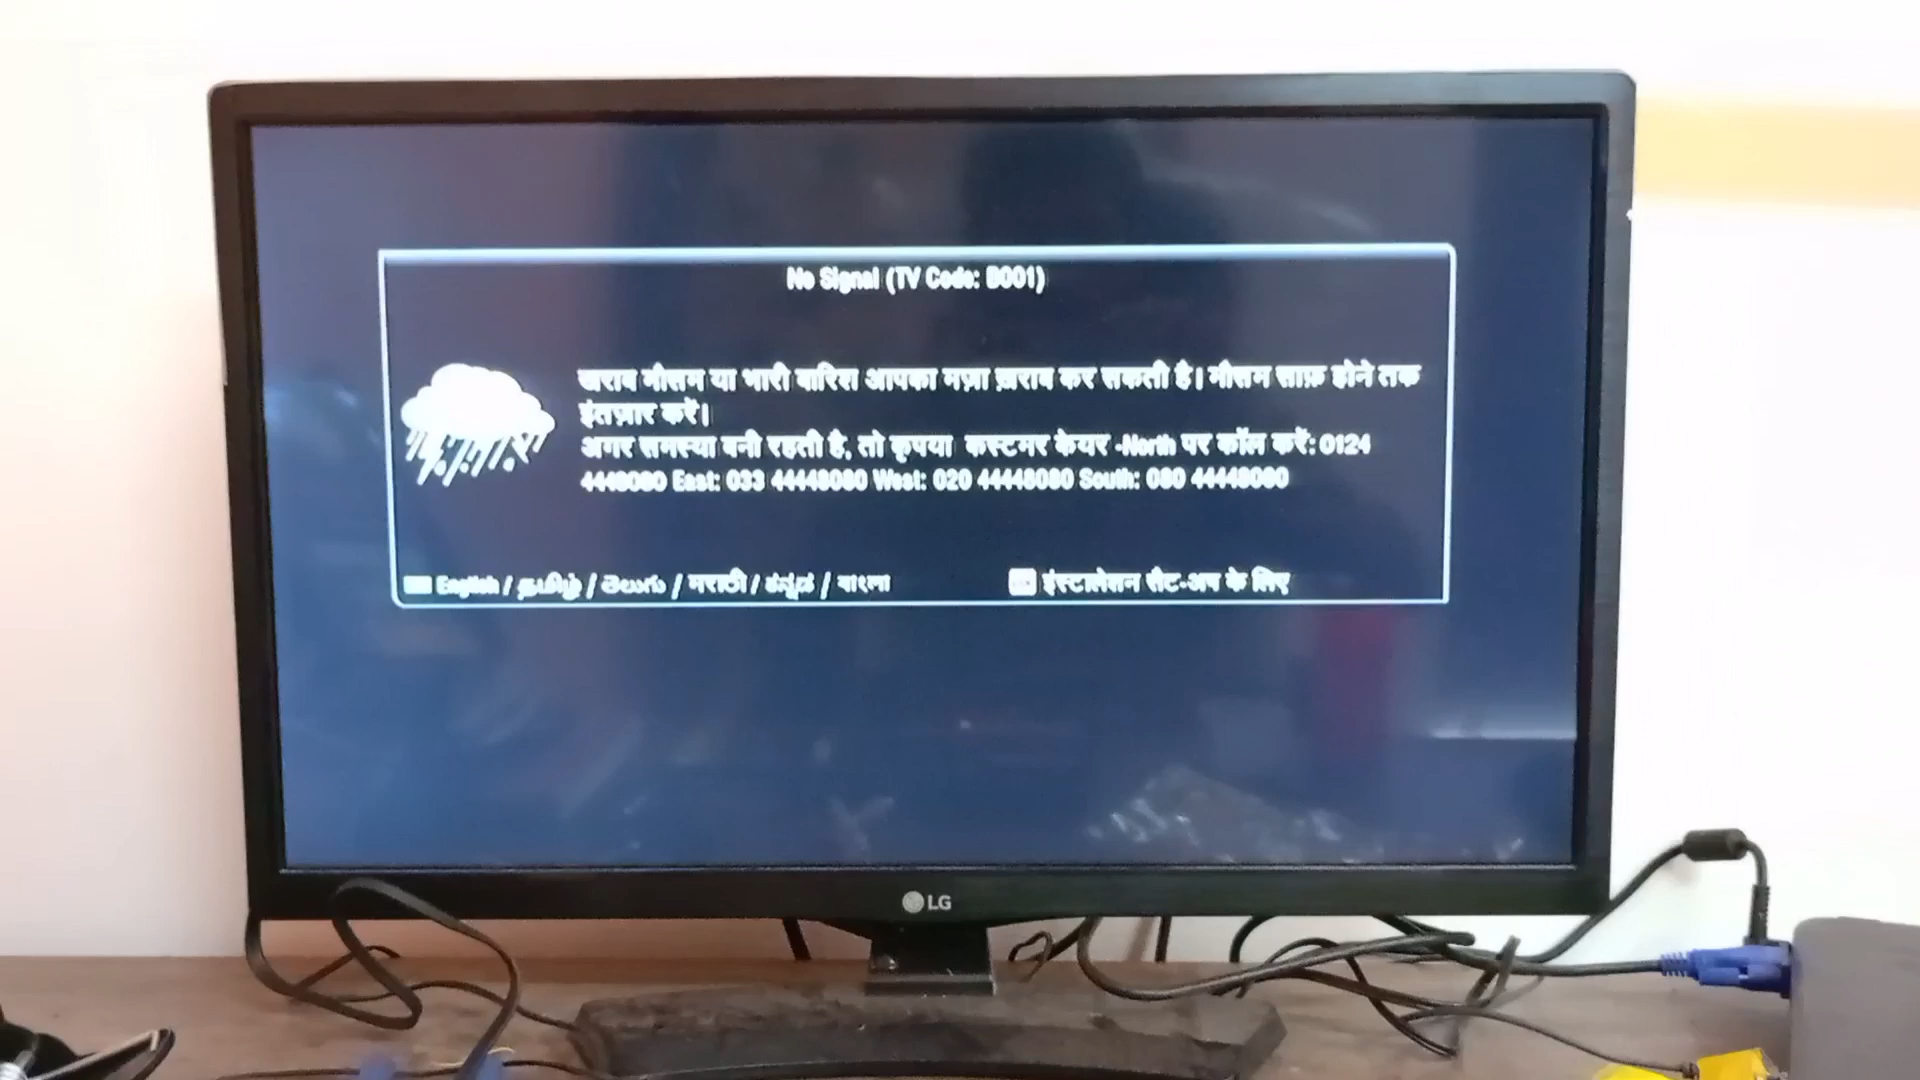 No Signal (TV Code: B001)
खराब मौसम या भारी बारिश आपका मज़ा ख़राब कर सकती है। मौसम साफ़ होने तक
इंतज़ार करें।
अगर समस्या बनी रहती है, तो कृपया कस्टमर केयर -North पर कॉल करें: 0124
4448080 East: 033 44448080 West: 020 44448080 South: 080 44448080
English / தமிழ் / తెలుగు / मराठी / ಕನ್ನಡ / বাংলা
इंस्टालेशन सैट-अप के लिए
LG